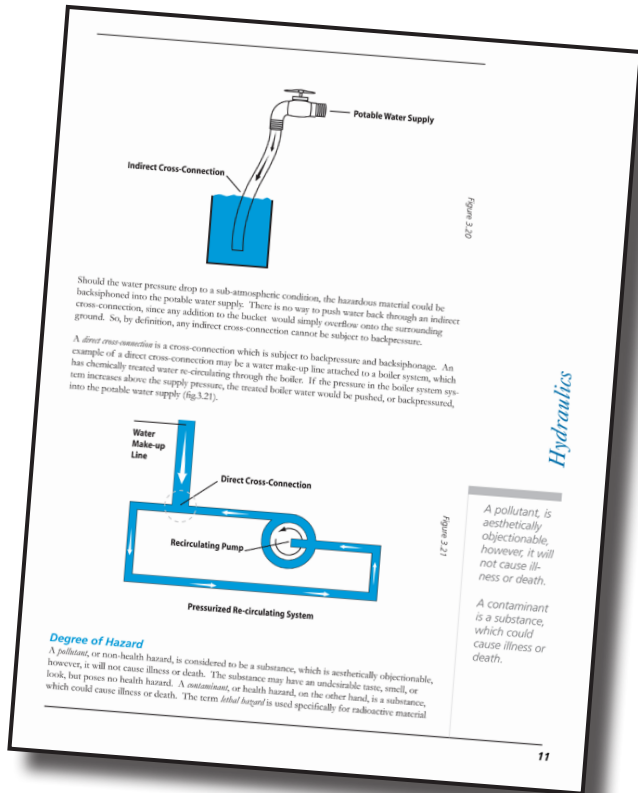 Potable Water Supply
Indirect Cross-Connection
Figure 3.20
Should the water pressure drop to a sub-atmospheric condition, the hazardous material could be
backsiphoned into the potable water supply.  There is no way to push water back through an indirect
cross-connection, since any addition to the bucket  would simply overflow onto the surrounding
ground.  So, by definition, any indirect cross-connection cannot be subject to backpressure.
A direct cross-connection is a cross-connection which is subject to backpressure and backsiphonage.  An
example of a direct cross-connection may be a water make-up line attached to a boiler system, which
has chemically treated water re-circulating through the boiler.  If the pressure in the boiler sys-
tem increases above the supply pressure, the treated boiler water would be pushed, or backpressured,
into the potable water supply (fig.3.21).
Hydraulics
Water
Make-up
Line
Direct Cross-Connection
Recirculating Pump
Pressurized Re-circulating System
Figure 3.21
A pollutant, is
aesthetically
objectionable,
however, it will
not cause ill-
ness or death.
A contaminant
is a substance,
which could
cause illness or
death.
Degree of Hazard
A pollutant, or non-health hazard, is considered to be a substance, which is aesthetically objectionable,
however, it will not cause illness or death.  The substance may have an undesirable taste, smell, or
look, but poses no health hazard.  A contaminant, or health hazard, on the other hand, is a substance,
which could cause illness or death.  The term lethal hazard is used specifically for radioactive material
11